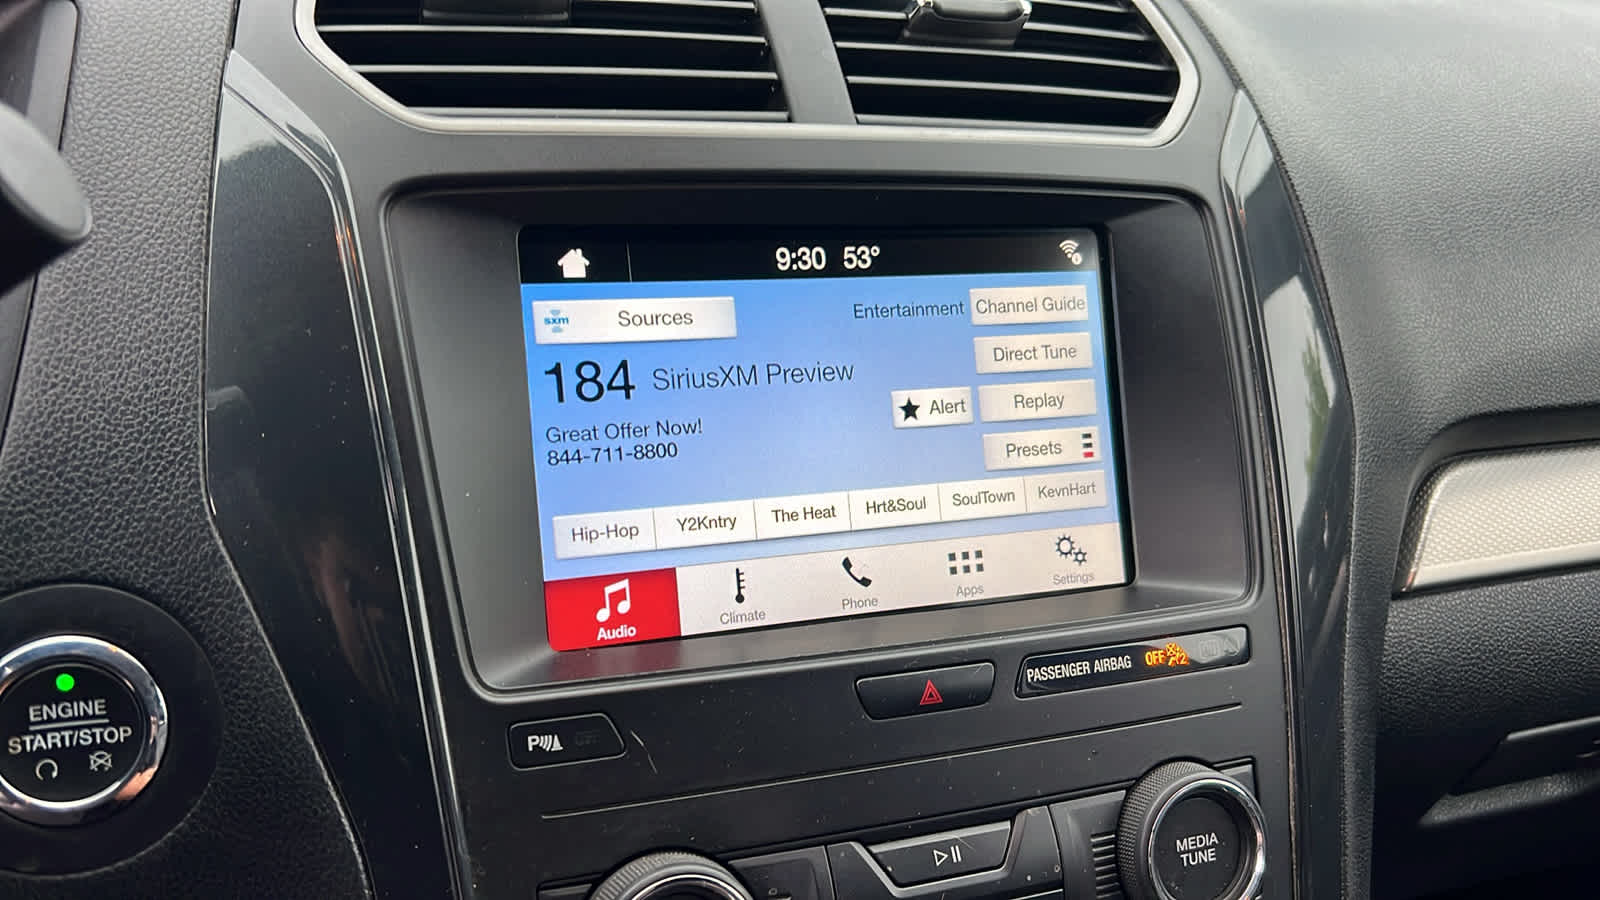 9:30 53°
sxm Sources
Entertainment
Channel Guide
184 SiriusXM Preview
Direct Tune
Alert
Replay
Great Offer Now!
844-711-8800
Presets
Hip-Hop Y2Kntry The Heat Hrt&Soul SoulTown KevnHart
Audio Climate Phone Apps Settings
PASSENGER AIRBAG OFF
P
ENGINE
START/STOP
MEDIA
TUNE